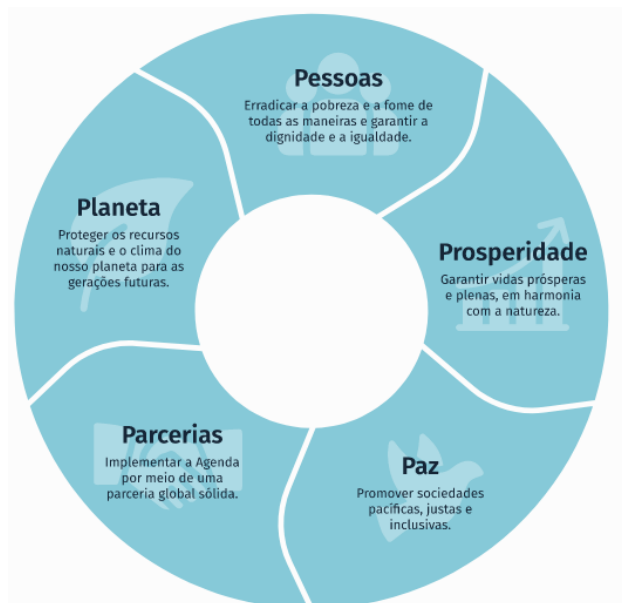 Pessoas
Erradicar a pobreza e a fome de
todas as maneiras e garantir a
dignidade e a igualdade.
Prosperidade
Garantir vidas prósperas
e plenas, em harmonia
com a natureza.
Paz
Promover sociedades
pacíficas, justas e
inclusivas.
Parcerias
Implementar a Agenda
por meio de uma
parceria global sólida.
Planeta
Proteger os recursos
naturais e o clima do
nosso planeta para as
gerações futuras.